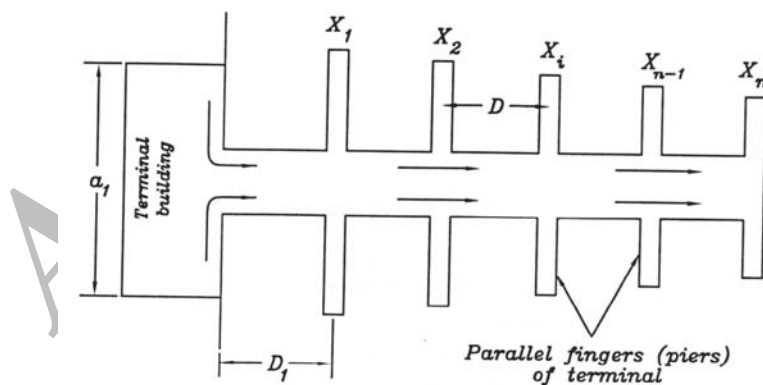 X1
X2
Xi
Xn-1
Xn
D
a1
Terminal
building
D1
Parallel fingers (piers)
of terminal
A